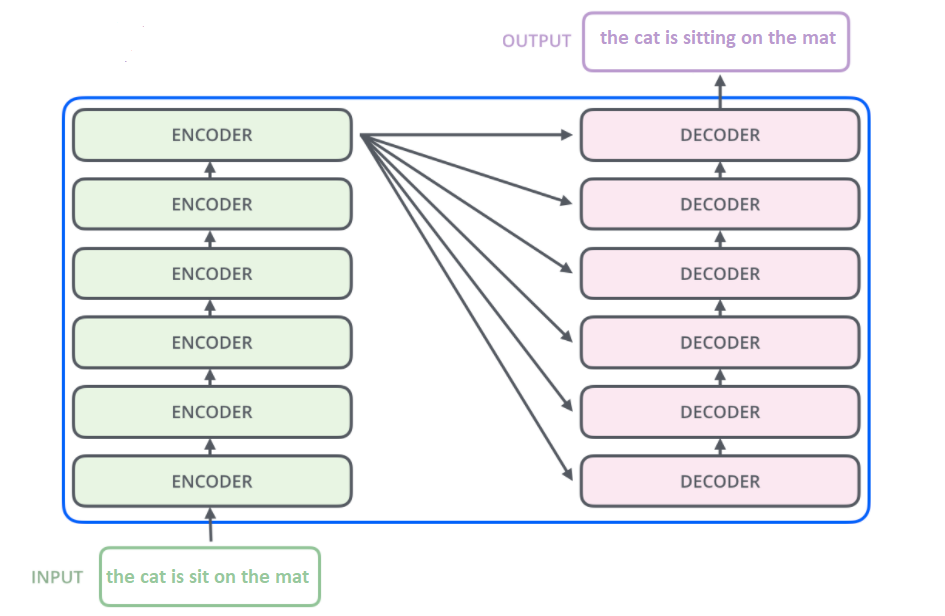 OUTPUT the cat is sitting on the mat
ENCODER DECODER
ENCODER DECODER
ENCODER DECODER
ENCODER DECODER
ENCODER DECODER
ENCODER DECODER
INPUT the cat is sit on the mat